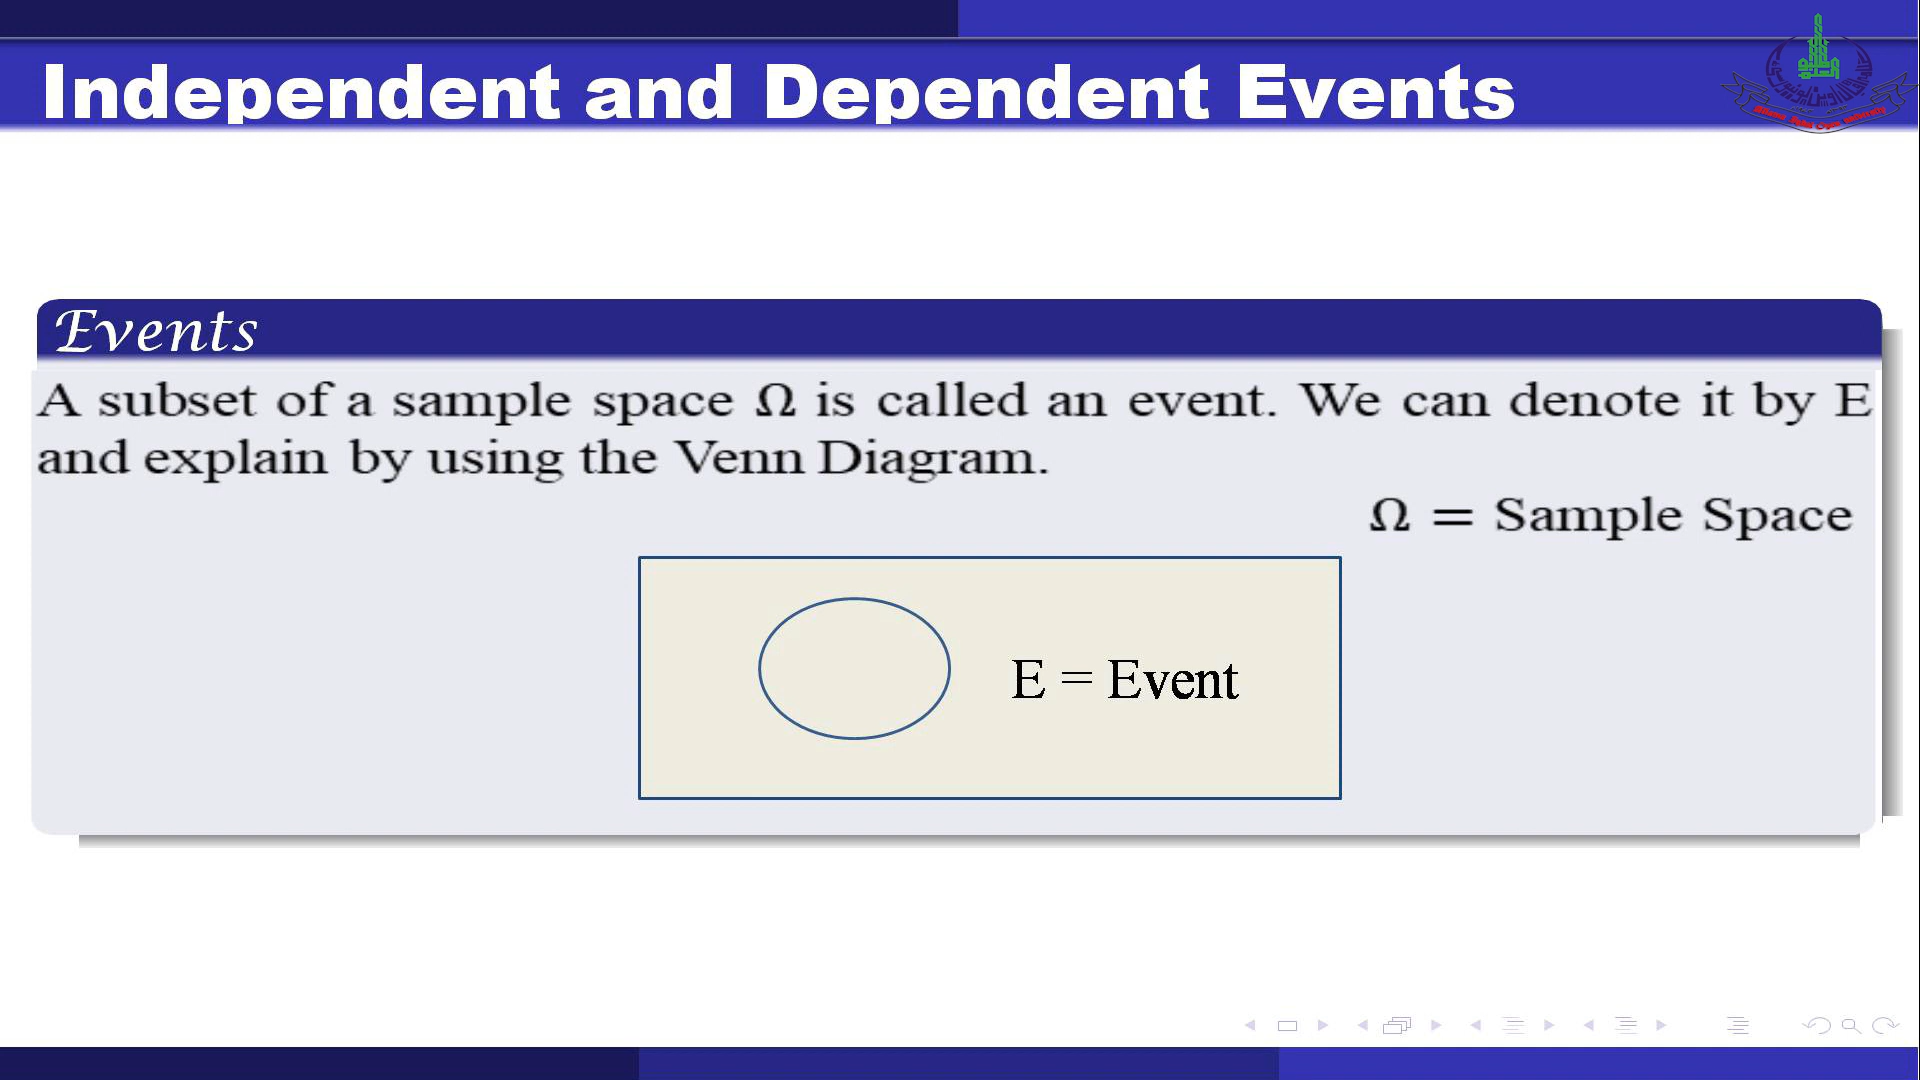 Independent and Dependent Events
Events
A subset of a sample space Ω is called an event. We can denote it by E
and explain by using the Venn Diagram.
Ω = Sample Space
E = Event